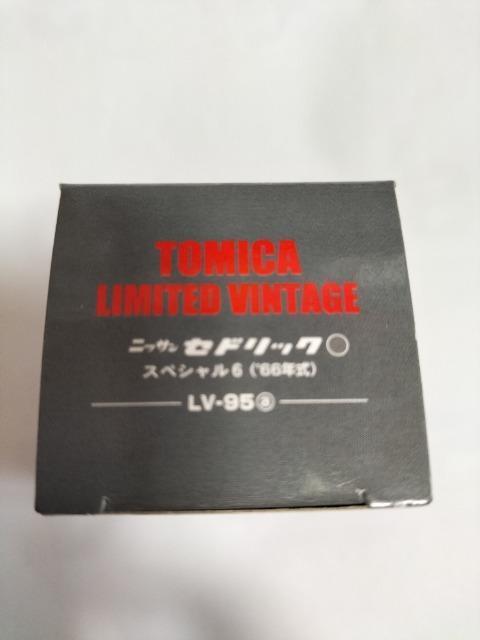 TOMICA
LIMITED VINTAGE
ニッサン セドリック
スペシャル6 ('66年式)
LV-95ⓐ